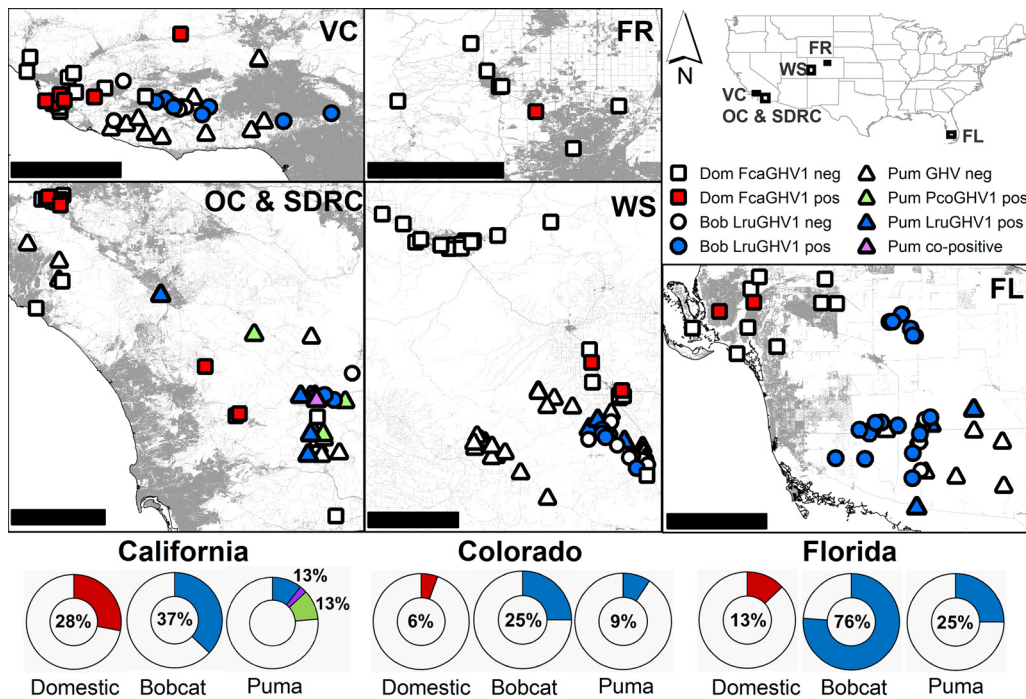 VC
FR
N
FR
WS
VC
OC & SDRC
FL
OC & SDRC
WS
Dom FcaGHV1 neg
Dom FcaGHV1 pos
Bob LruGHV1 neg
Bob LruGHV1 pos
Pum GHV neg
Pum PcoGHV1 pos
Pum LruGHV1 pos
Pum co-positive
FL
California
Colorado
Florida
28%
37%
13%
13%
6%
25%
9%
13%
76%
25%
Domestic
Bobcat
Puma
Domestic
Bobcat
Puma
Domestic
Bobcat
Puma